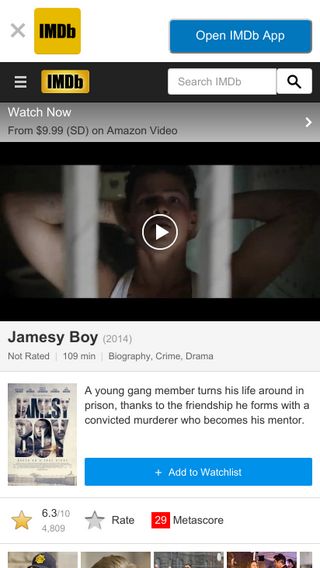 IMDb
Open IMDb App
IMDb
Search IMDb
Watch Now
From $9.99 (SD) on Amazon Video
Jamesy Boy (2014)
Not Rated | 109 min | Biography, Crime, Drama
JAMESY
BOY
A young gang member turns his life around in
prison, thanks to the friendship he forms with a
convicted murderer who becomes his mentor.
+ Add to Watchlist
6.3/10
4,809
Rate
29 Metascore